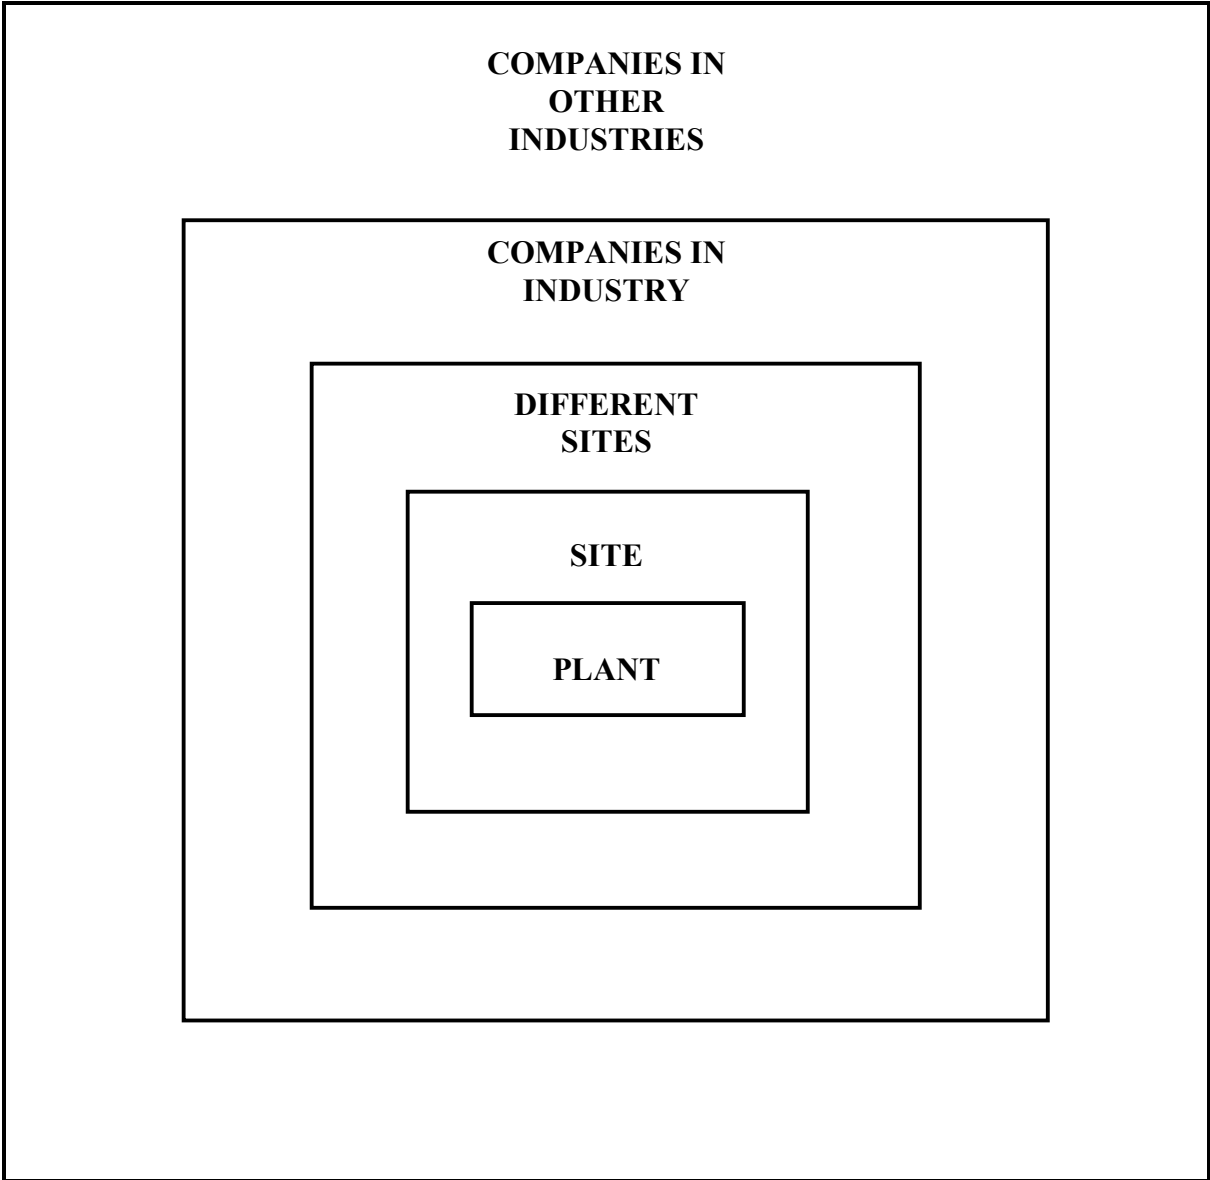 COMPANIES IN
OTHER
INDUSTRIES
COMPANIES IN
INDUSTRY
DIFFERENT
SITES
SITE
PLANT